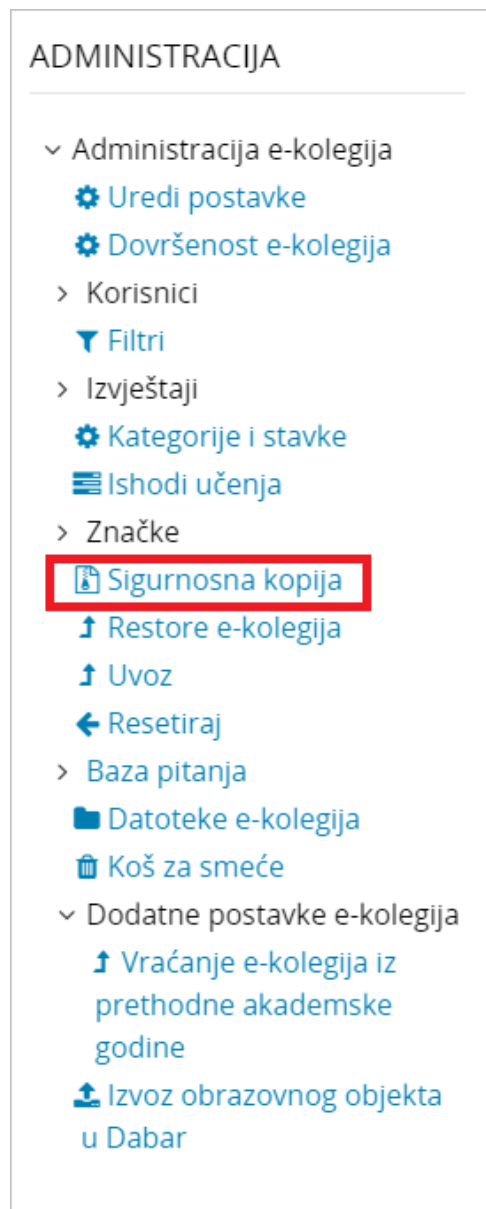 ADMINISTRACIJA
Administracija e-kolegija
Uredi postavke
Dovršenost e-kolegija
Korisnici
Filtri
Izvještaji
Kategorije i stavke
Ishodi učenja
Značke
Sigurnosna kopija
Restore e-kolegija
Uvoz
Resetiraj
Baza pitanja
Datoteke e-kolegija
Koš za smeće
Dodatne postavke e-kolegija
Vraćanje e-kolegija iz
prethodne akademske
godine
Izvoz obrazovnog objekta
u Dabar